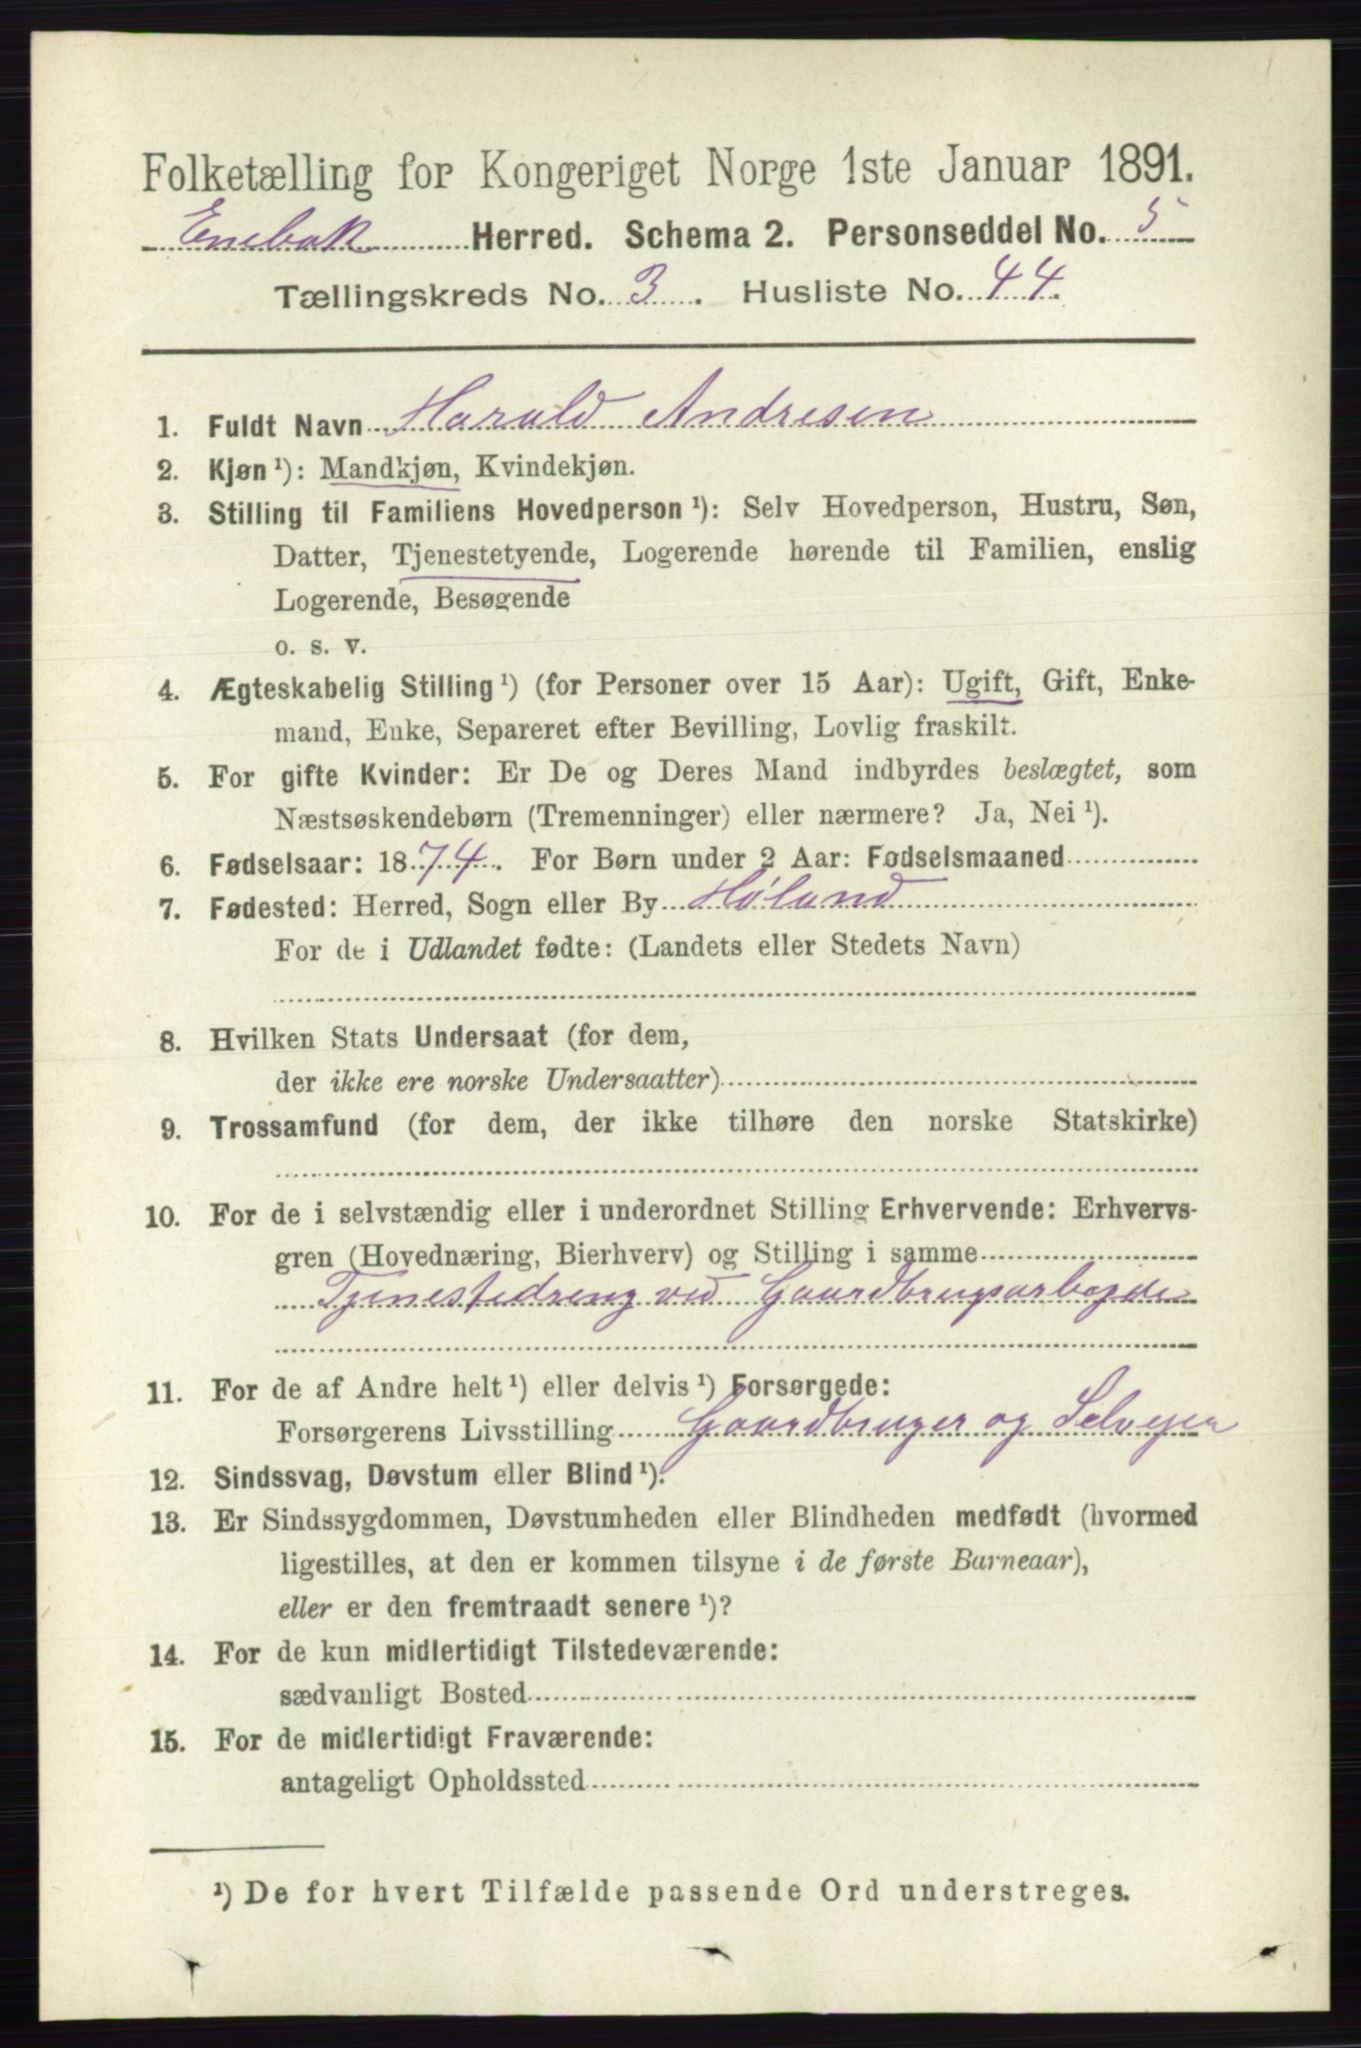 Folketælling for Kongeriget Norge 1ste Januar 1891.
Enebak Herred. Schema 2. Personseddel No. 5
Tællingskreds No. 3. Husliste No. 44.
1. Fuldt Navn Harald Andresen
2. Kjøn ¹): Mandkjøn, Kvindekjøn.
3. Stilling til Familiens Hovedperson ¹): Selv Hovedperson, Hustru, Søn,
Datter, Tjenestetyende, Logerende hørende til Familien, enslig
Logerende, Besøgende
o. s. v.
4. Ægteskabelig Stilling ¹) (for Personer over 15 Aar): Ugift, Gift, Enke-
mand, Enke, Separeret efter Bevilling, Lovlig fraskilt.
5. For gifte Kvinder: Er De og Deres Mand indbyrdes beslægtet, som
Næstsøskendebørn (Tremenninger) eller nærmere? Ja, Nei ¹).
6. Fødselsaar: 1874. For Børn under 2 Aar: Fødselsmaaned
7. Fødested: Herred, Sogn eller By Høland
For de i Udlandet fødte: (Landets eller Stedets Navn)
8. Hvilken Stats Undersaat (for dem,
der ikke ere norske Undersaatter)
9. Trossamfund (for dem, der ikke tilhøre den norske Statskirke)
10. For de i selvstændig eller i underordnet Stilling Erhvervende: Erhvervs-
gren (Hovednæring, Bierhverv) og Stilling i samme
Tjenestedreng ved Gaardbrugsarbejde
11. For de af Andre helt ¹) eller delvis ¹) Forsørgede:
Forsørgerens Livsstilling Gaardbruger og Selvejer
12. Sindssvag, Døvstum eller Blind ¹).
13. Er Sindssygdommen, Døvstumheden eller Blindheden medfødt (hvormed
ligestilles, at den er kommen tilsyne i de første Barneaar),
eller er den fremtraadt senere ¹)?
14. For de kun midlertidigt Tilstedeværende:
sædvanligt Bosted
15. For de midlertidigt Fraværende:
antageligt Opholdssted
¹) De for hvert Tilfælde passende Ord understreges.